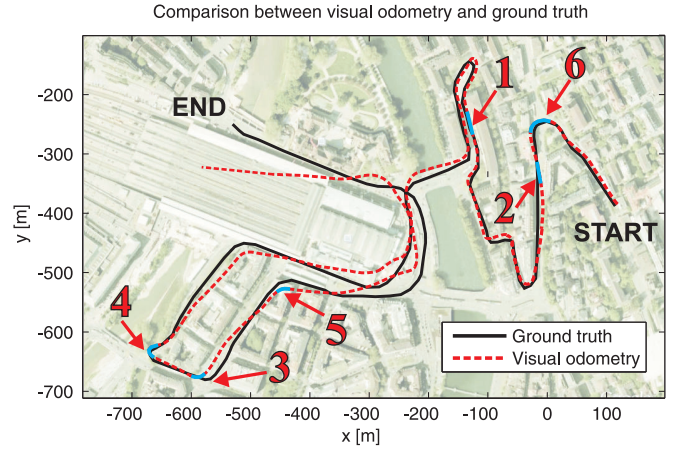 Comparison between visual odometry and ground truth
1
6
END
2
START
4
5
3
Ground truth
Visual odometry
-200
-300
-400
-500
-600
-700
y [m]
-700 -600 -500 -400 -300 -200 -100 0 100
x [m]